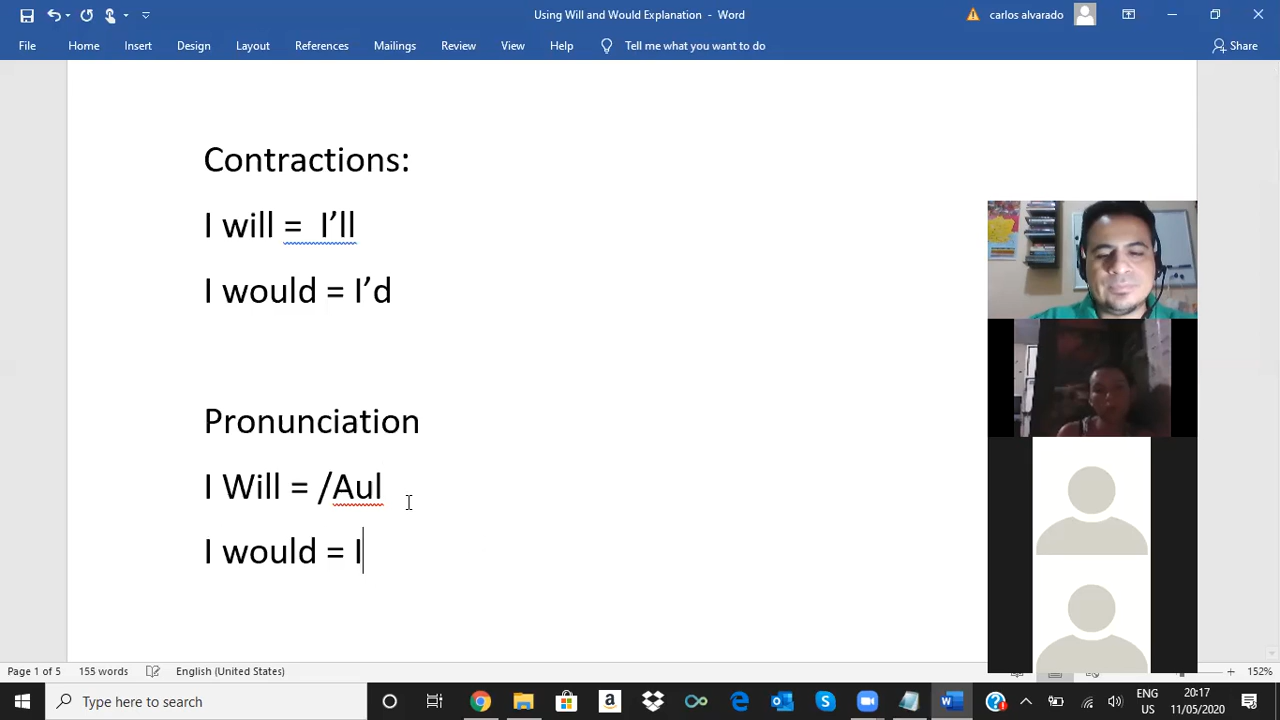 Using Will and Would Explanation - Word
carlos alvarado
File Home Insert Design Layout References Mailings Review View Help Tell me what you want to do Share
Contractions:
I will =  I’ll
I would = I’d
Pronunciation
I Will = /Aul
I would = I
Page 1 of 5 155 words English (United States) 152%
Type here to search
ENG 20:17
US 11/05/2020